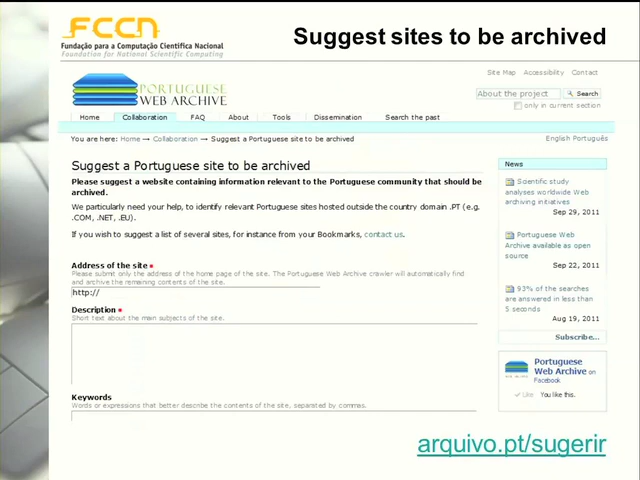 FCCN
Fundação para a Computação Científica Nacional
Foundation for National Scientific Computing
Suggest sites to be archived
Site Map Accessibility Contact
PORTUGUESE
WEB ARCHIVE
About the project Search
only in current section
Home Collaboration FAQ About Tools Dissemination Search the past
You are here: Home → Collaboration → Suggest a Portuguese site to be archived
English Português
Suggest a Portuguese site to be archived
Please suggest a website containing information relevant to the Portuguese community that should be
archived.
We particularly need your help, to identify relevant Portuguese sites hosted outside the country domain .PT (e.g.
.COM, .NET, .EU).
If you wish to suggest a list of several sites, for instance from your Bookmarks, contact us.
Address of the site
Please submit only the address of the home page of the site. The Portuguese Web Archive crawler will automatically find
and archive the remaining contents of the site.
http://
Description
Short text about the main subjects of the site.
Keywords
Words or expressions that better describe the contents of the site, separated by commas.
News
Scientific study
analyses worldwide Web
archiving initiatives
Sep 29, 2011
Portuguese Web
Archive available as open
source
Sep 22, 2011
93% of the searches
are answered in less than
5 seconds
Aug 19, 2011
Subscribe...
Portuguese
Web Archive on
Facebook
Like You like this.
arquivo.pt/sugerir